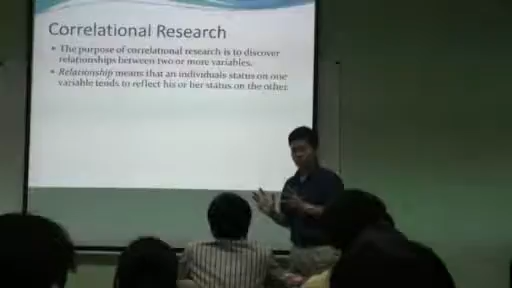 Correlational Research
• The purpose of correlational research is to discover
relationships between two or more variables.
• Relationship means that an individuals status on one
variable tends to reflect his or her status on the other.